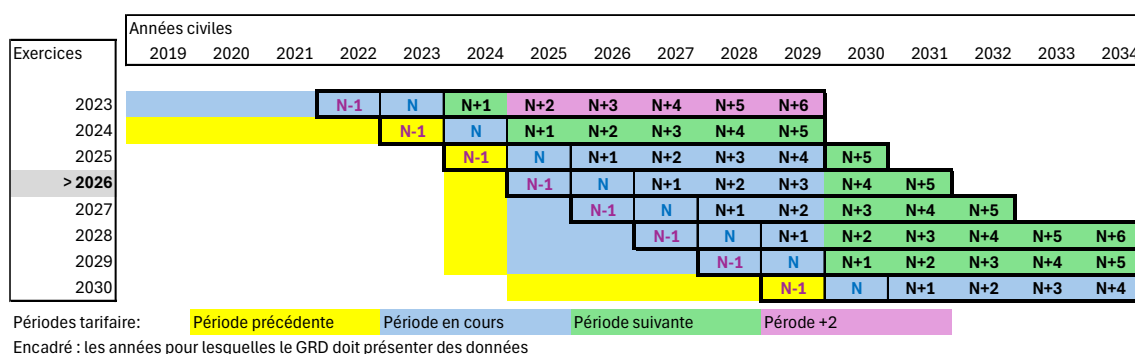 Années civiles
Exercices 2019 2020 2021 2022 2023 2024 2025 2026 2027 2028 2029 2030 2031 2032 2033 2034
2023 N-1 N N+1 N+2 N+3 N+4 N+5 N+6
2024 N-1 N N+1 N+2 N+3 N+4 N+5
2025 N-1 N N+1 N+2 N+3 N+4 N+5
> 2026 N-1 N N+1 N+2 N+3 N+4 N+5
2027 N-1 N N+1 N+2 N+3 N+4 N+5
2028 N-1 N N+1 N+2 N+3 N+4 N+5 N+6
2029 N-1 N N+1 N+2 N+3 N+4 N+5
2030 N-1 N N+1 N+2 N+3 N+4
Périodes tarifaire: Période précédente Période en cours Période suivante Pérode +2
Encadré : les années pour lesquelles le GRD doit présenter des données